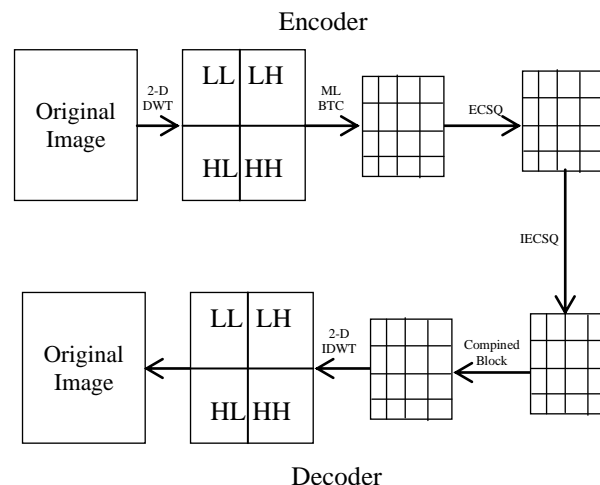 Encoder
Original
Image
2-D
DWT
LL LH
HL HH
ML
BTC
ECSQ
IECSQ
Original
Image
LL LH
HL HH
2-D
IDWT
Compined
Block
Decoder